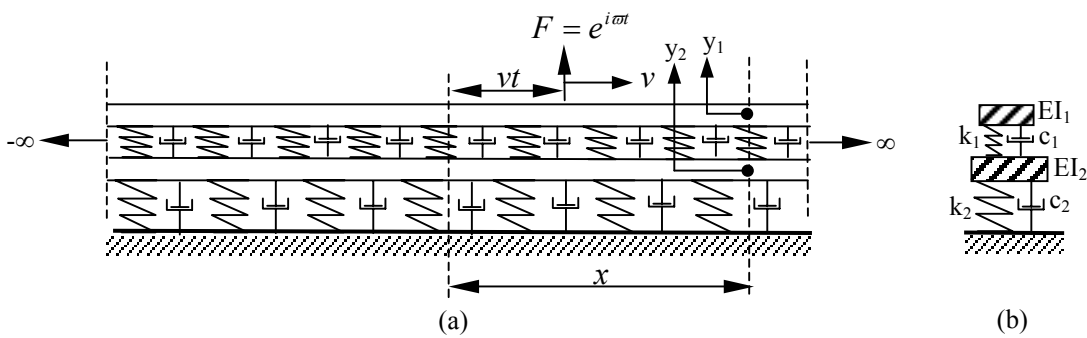 F = e^{iϖt}
y₂ y₁
vt v
-∞ ∞
EI₁
k₁ c₁
EI₂
k₂ c₂
x
(a) (b)